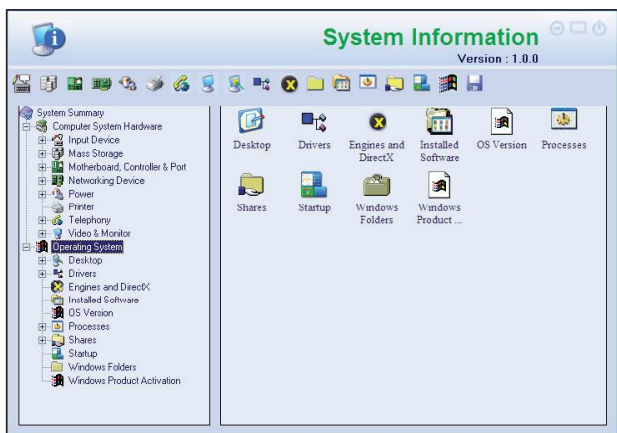 System Information
Version : 1.0.0
System Summary
Computer System Hardware
Input Device
Mass Storage
Motherboard, Controller & Port
Networking Device
Power
Printer
Telephony
Video & Monitor
Operating System
Desktop
Drivers
Engines and DirectX
Installed Software
OS Version
Processes
Shares
Startup
Windows Folders
Windows Product Activation
Desktop
Drivers
Engines and
DirectX
Installed
Software
OS Version
Processes
Shares
Startup
Windows
Folders
Windows
Product ...